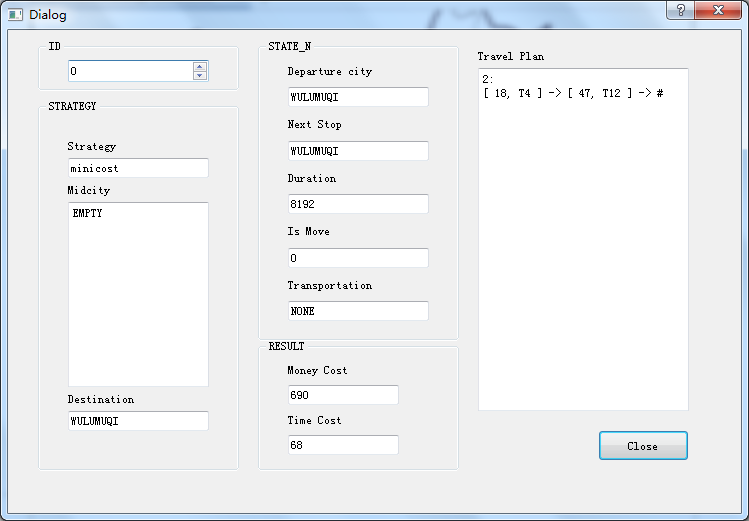 Dialog
ID
0
STRATEGY
Strategy
minicost
Midcity
EMPTY
Destination
WULUMUQI
STATE_N
Departure city
WULUMUQI
Next Stop
WULUMUQI
Duration
8192
Is Move
0
Transportation
NONE
RESULT
Money Cost
690
Time Cost
68
Travel Plan
2:
[ 18, T4 ] -> [ 47, T12 ] -> #
Close